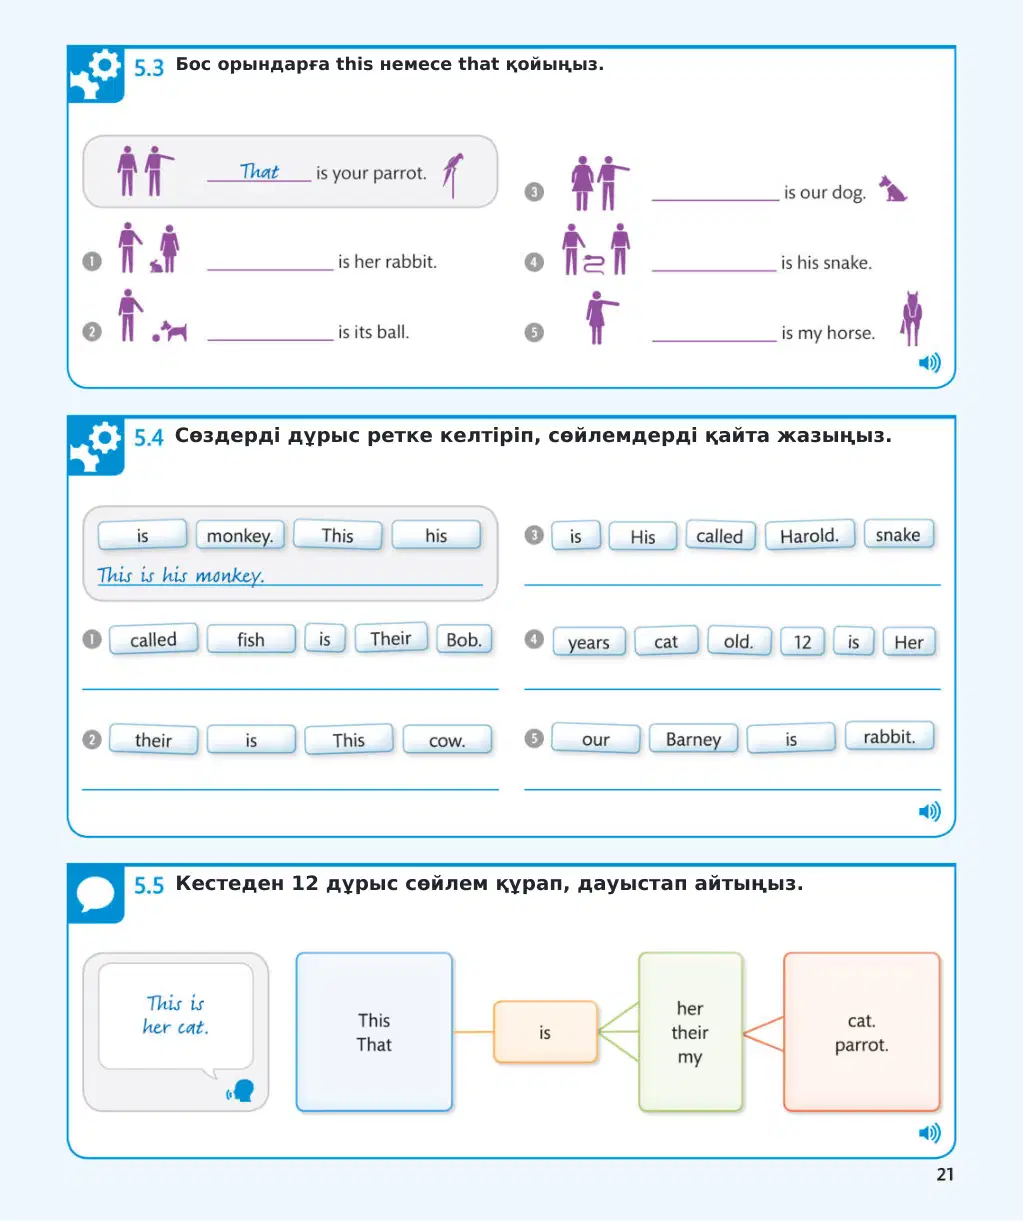 5.3 Бос орындарға this немесе that қойыңыз.
That is your parrot.
1 is her rabbit.
2 is its ball.
3 is our dog.
4 is his snake.
5 is my horse.
5.4 Сөздерді дұрыс ретке келтіріп, сөйлемдерді қайта жазыңыз.
is monkey. This his
This is his monkey.
1 called fish is Their Bob.
2 their is This cow.
3 is His called Harold. snake
4 years cat old. 12 is Her
5 our Barney is rabbit.
5.5 Кестеден 12 дұрыс сөйлем құрап, дауыстап айтыңыз.
This is
her cat.
This
That
is
her
their
my
cat.
parrot.
21